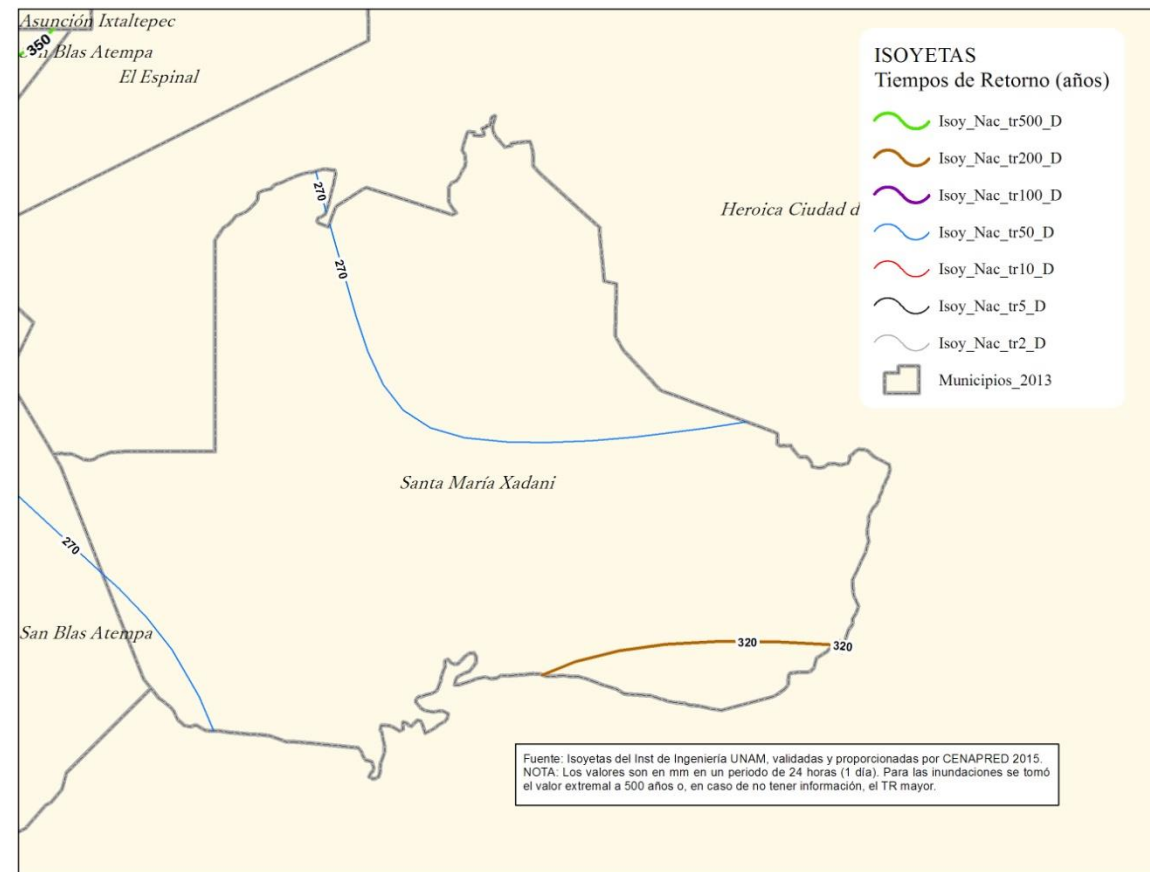 Asunción Ixtaltepec
350
Blas Atempa
El Espinal
ISOYETAS
Tiempos de Retorno (años)
Isoy_Nac_tr500_D
Isoy_Nac_tr200_D
Isoy_Nac_tr100_D
Isoy_Nac_tr50_D
Isoy_Nac_tr10_D
Isoy_Nac_tr5_D
Isoy_Nac_tr2_D
Municipios_2013
270
Heroica Ciudad d
270
Santa María Xadani
270
San Blas Atempa
320
320
Fuente: Isoyetas del Inst de Ingeniería UNAM, validadas y proporcionadas por CENAPRED 2015.
NOTA: Los valores son en mm en un periodo de 24 horas (1 día). Para las inundaciones se tomó
el valor extremal a 500 años o, en caso de no tener información, el TR mayor.